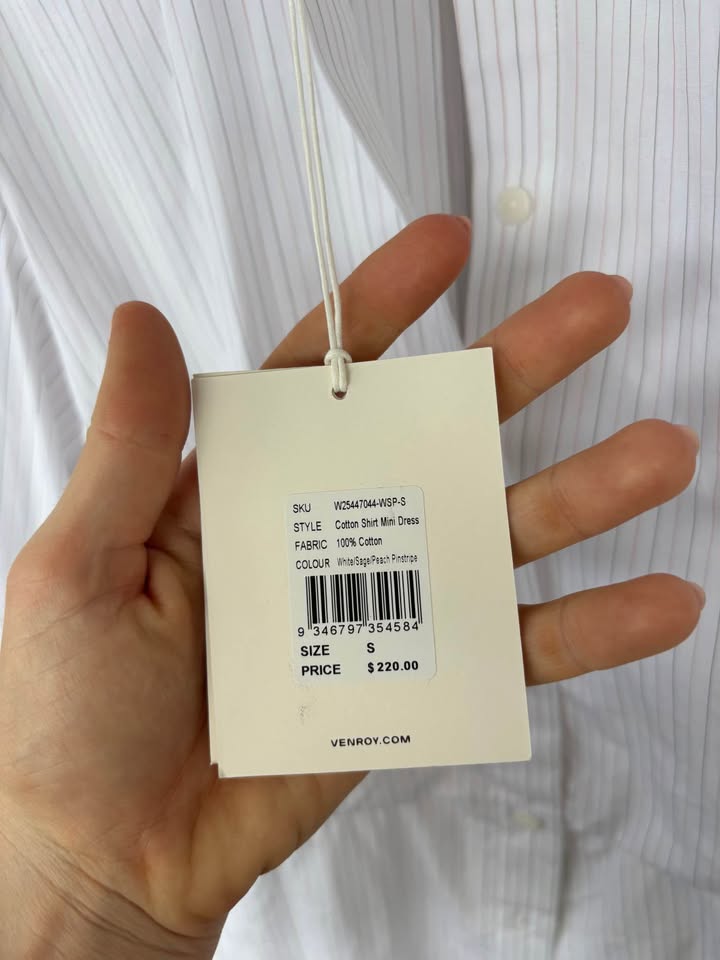 SKU W25447044-WSP-S
STYLE Cotton Shirt Mini Dress
FABRIC 100% Cotton
COLOUR White/Sage/Peach Pinstripe
9 346797 354584
SIZE S
PRICE $220.00
VENROY.COM